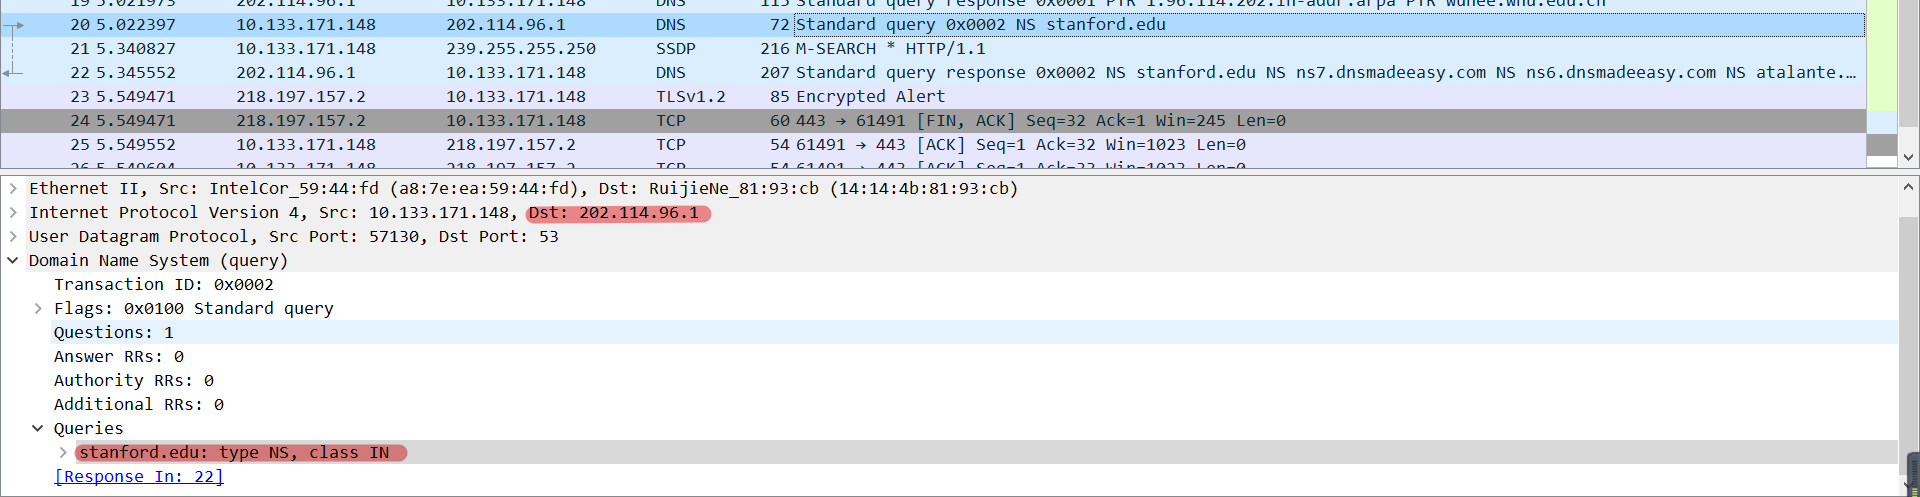 19 5.021973 202.114.96.1 10.133.171.148 DNS 115 Standard query response 0x0001 PTR 1.96.114.202.in-addr.arpa PTR wuhee.whu.edu.cn
20 5.022397 10.133.171.148 202.114.96.1 DNS 72 Standard query 0x0002 NS stanford.edu
21 5.340827 10.133.171.148 239.255.255.250 SSDP 216 M-SEARCH * HTTP/1.1
22 5.345552 202.114.96.1 10.133.171.148 DNS 207 Standard query response 0x0002 NS stanford.edu NS ns7.dnsmadeeasy.com NS ns6.dnsmadeeasy.com NS atalante.…
23 5.549471 218.197.157.2 10.133.171.148 TLSv1.2 85 Encrypted Alert
24 5.549471 218.197.157.2 10.133.171.148 TCP 60 443 → 61491 [FIN, ACK] Seq=32 Ack=1 Win=245 Len=0
25 5.549552 10.133.171.148 218.197.157.2 TCP 54 61491 → 443 [ACK] Seq=1 Ack=32 Win=1023 Len=0
26 5.549604 10.133.171.148 218.197.157.2 TCP 54 61491 → 443 [ACK] Seq=1 Ack=33 Win=1023 Len=0
Ethernet II, Src: IntelCor_59:44:fd (a8:7e:ea:59:44:fd), Dst: RuijieNe_81:93:cb (14:14:4b:81:93:cb)
Internet Protocol Version 4, Src: 10.133.171.148, Dst: 202.114.96.1
User Datagram Protocol, Src Port: 57130, Dst Port: 53
Domain Name System (query)
Transaction ID: 0x0002
Flags: 0x0100 Standard query
Questions: 1
Answer RRs: 0
Authority RRs: 0
Additional RRs: 0
Queries
stanford.edu: type NS, class IN
[Response In: 22]